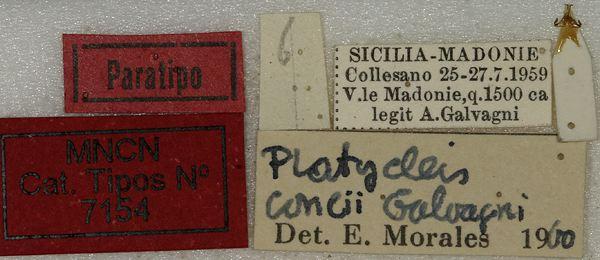 Paratipo
6
SICILIA-MADONIE
Collesano 25-27.7.1959
V.le Madonie,q.1500 ca
legit A.Galvagni
MNCN
Cat. Tipos Nº
7154
Platycleis
concii Galvagni
Det. E. Morales 1960